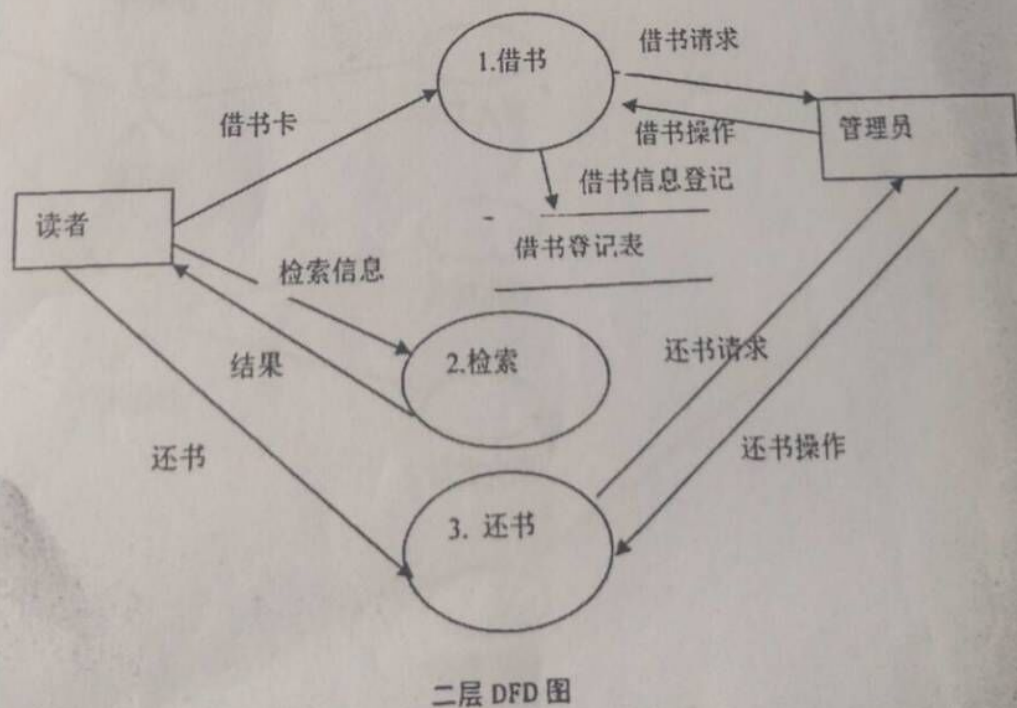 1.借书
借书请求
借书卡
借书操作
管理员
借书信息登记
读者
借书登记表
检索信息
结果
2.检索
还书请求
还书
还书操作
3. 还书
二层 DFD 图